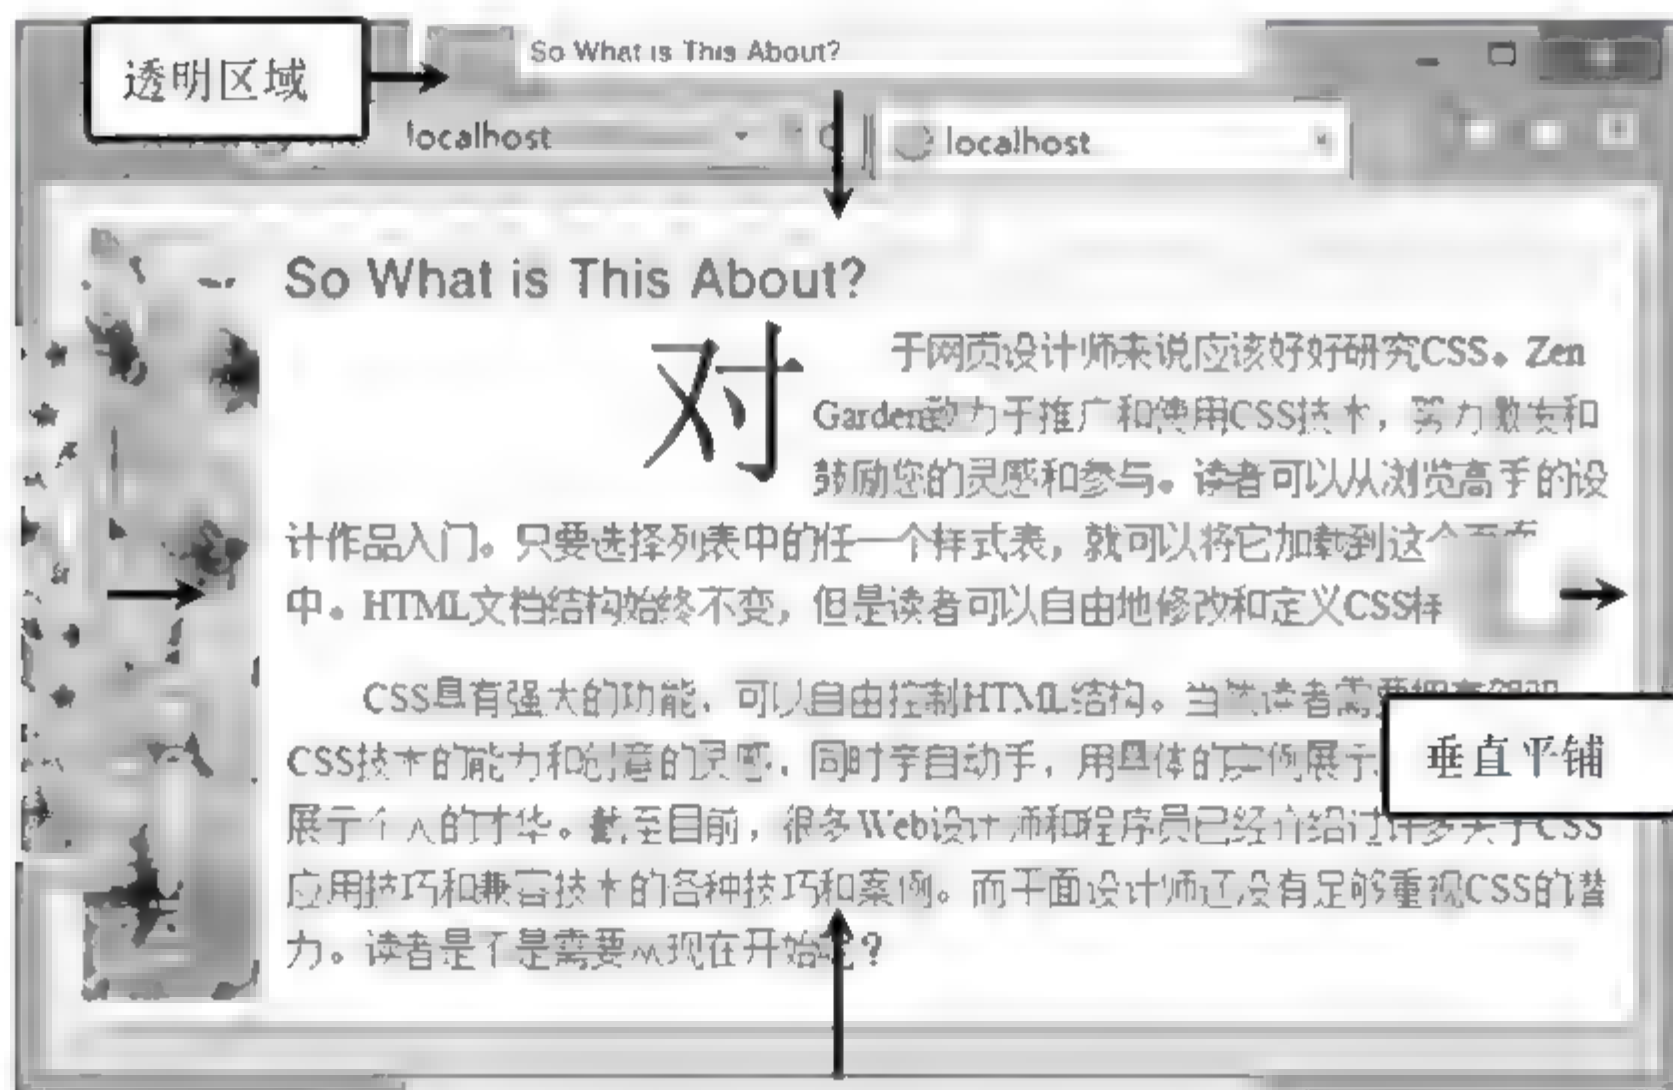 透明区域
So What is This About?
localhost
localhost
So What is This About?
对于网页设计师来说应该好好研究CSS。Zen
Garden致力于推广和使用CSS技术，努力激发和
鼓励您的灵感和参与。读者可以从浏览高手的设
计作品入门。只要选择列表中的任一个样式表，就可以将它加载到这个页面
中。HTML文档结构始终不变，但是读者可以自由地修改和定义CSS样
CSS具有强大的功能，可以自由控制HTML结构。当然读者需要
CSS技术的能力和创意的灵感，同时亲自动手，用具体的实例展示
垂直平铺
展示个人的才华。截至目前，很多Web设计师和程序员已经介绍过许多关于CSS
应用技巧和兼容技术的各种技巧和案例。而平面设计师还没有足够重视CSS的潜
力。读者是不是需要从现在开始呢？